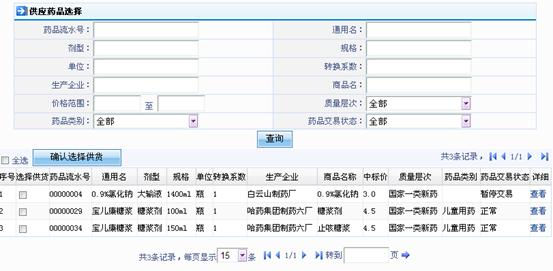 供应药品选择
药品流水号： 通用名：
剂型： 规格：
单位： 转换系数：
生产企业： 商品名：
价格范围： 至 质量层次： 全部
药品类别： 全部 药品交易状态： 全部
查询
全选 确认选择供货 共3条记录， 1/1
序号 选择供货 药品流水号 通用名 剂型 规格 单位 转换系数 生产企业 商品名称 中标价 质量层次 药品类别 药品交易状态 详细
1 00000004 0.9%氯化钠 大输液 1400ml 瓶 1 白云山制药厂 0.9%氯化钠 3.0 国家一类新药 暂停交易 查看
2 00000029 宝儿康糖浆 糖浆剂 100ml 瓶 1 哈药集团制药六厂 糖浆剂 4.5 国家一类新药 儿童用药 正常 查看
3 00000034 宝儿康糖浆 糖浆剂 150ml 瓶 1 哈药集团制药六厂 止咳糖浆 4.5 国家一类新药 儿童用药 正常 查看
共3条记录，每页显示 15 条 1/1 转到 页